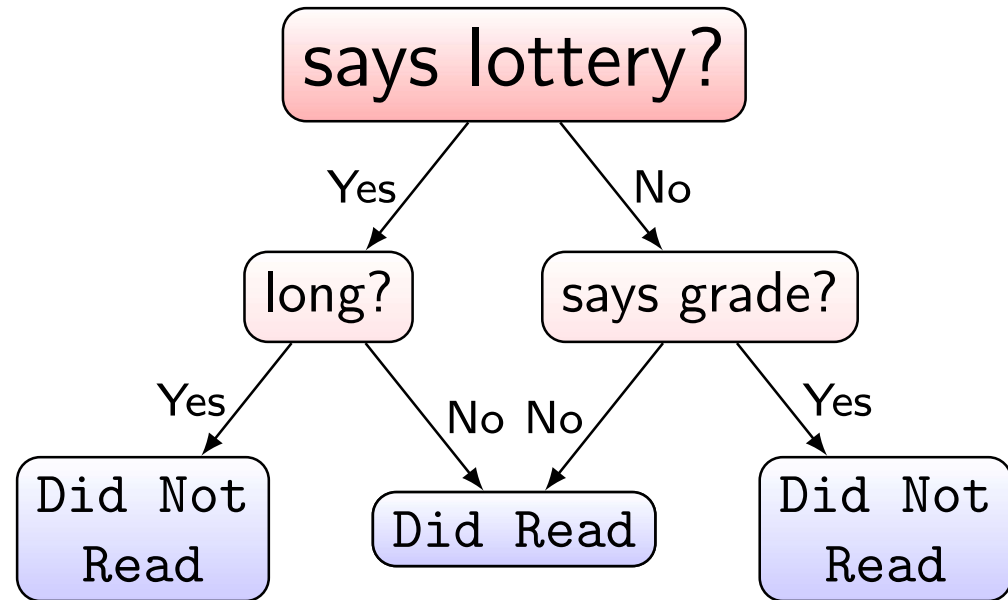 says lottery?
Yes
No
long?
says grade?
Yes
No
No
Yes
Did Not
Read
Did Read
Did Not
Read